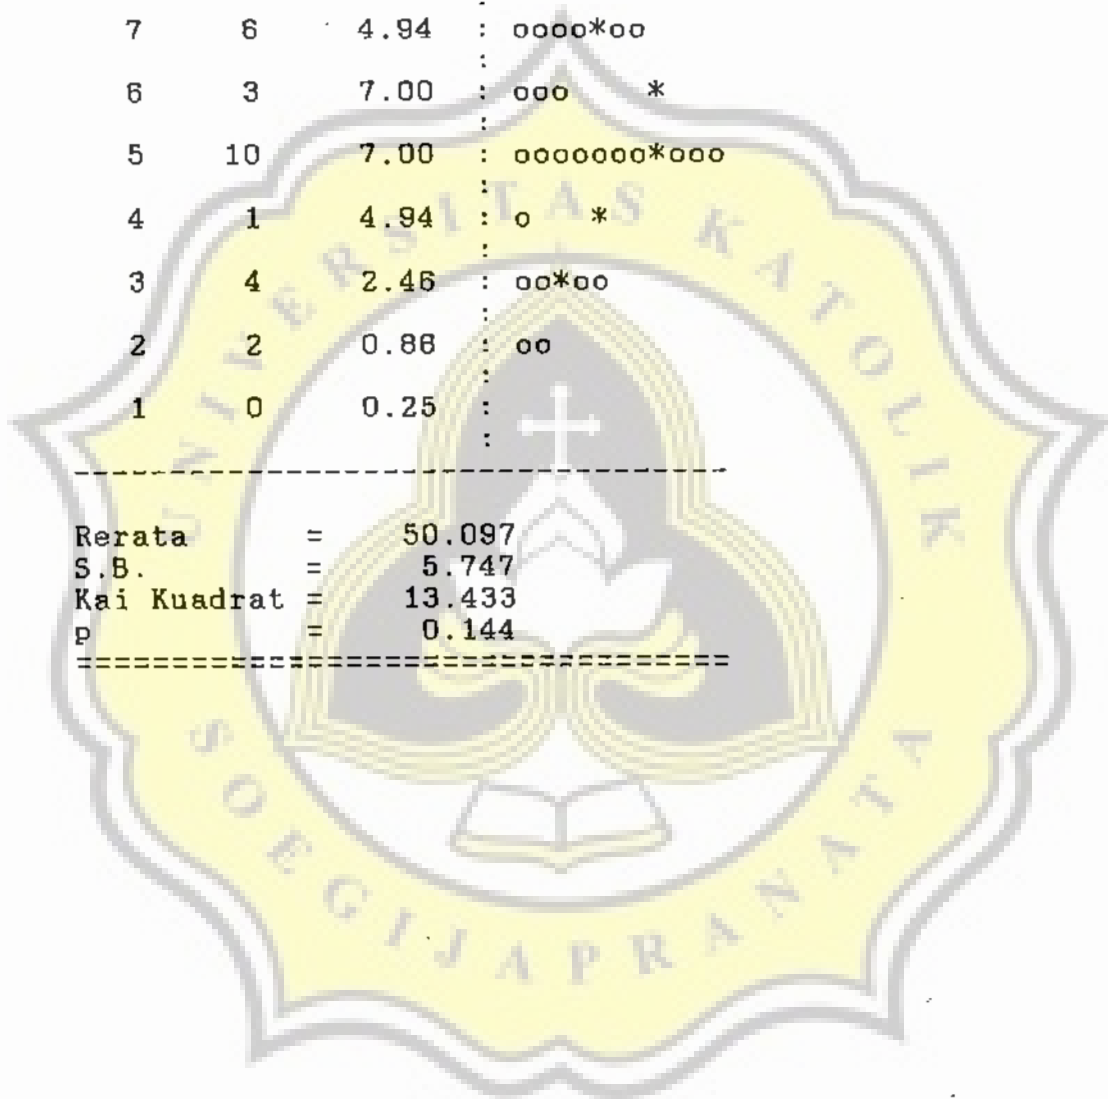 7 6 4.94 : oooo*oo
:
6 3 7.00 : ooo *
:
5 10 7.00 : ooooooo*ooo
:
4 1 4.94 : o *
:
3 4 2.46 : oo*oo
:
2 2 0.86 : oo
:
1 0 0.25 :
:
-----------------------------------
Rerata = 50.097
S.B. = 5.747
Kai Kuadrat = 13.433
p = 0.144
===================================
UNIVERSITAS KATOLIK
SOEGIJAPRANATA